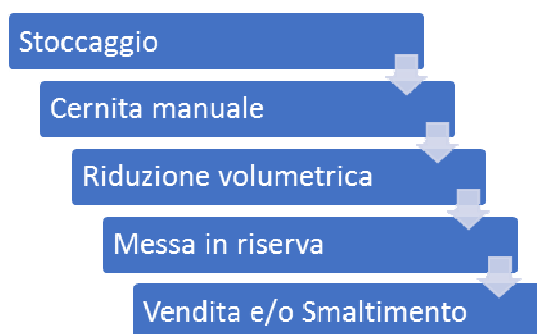 Stoccaggio
Cernita manuale
Riduzione volumetrica
Messa in riserva
Vendita e/o Smaltimento